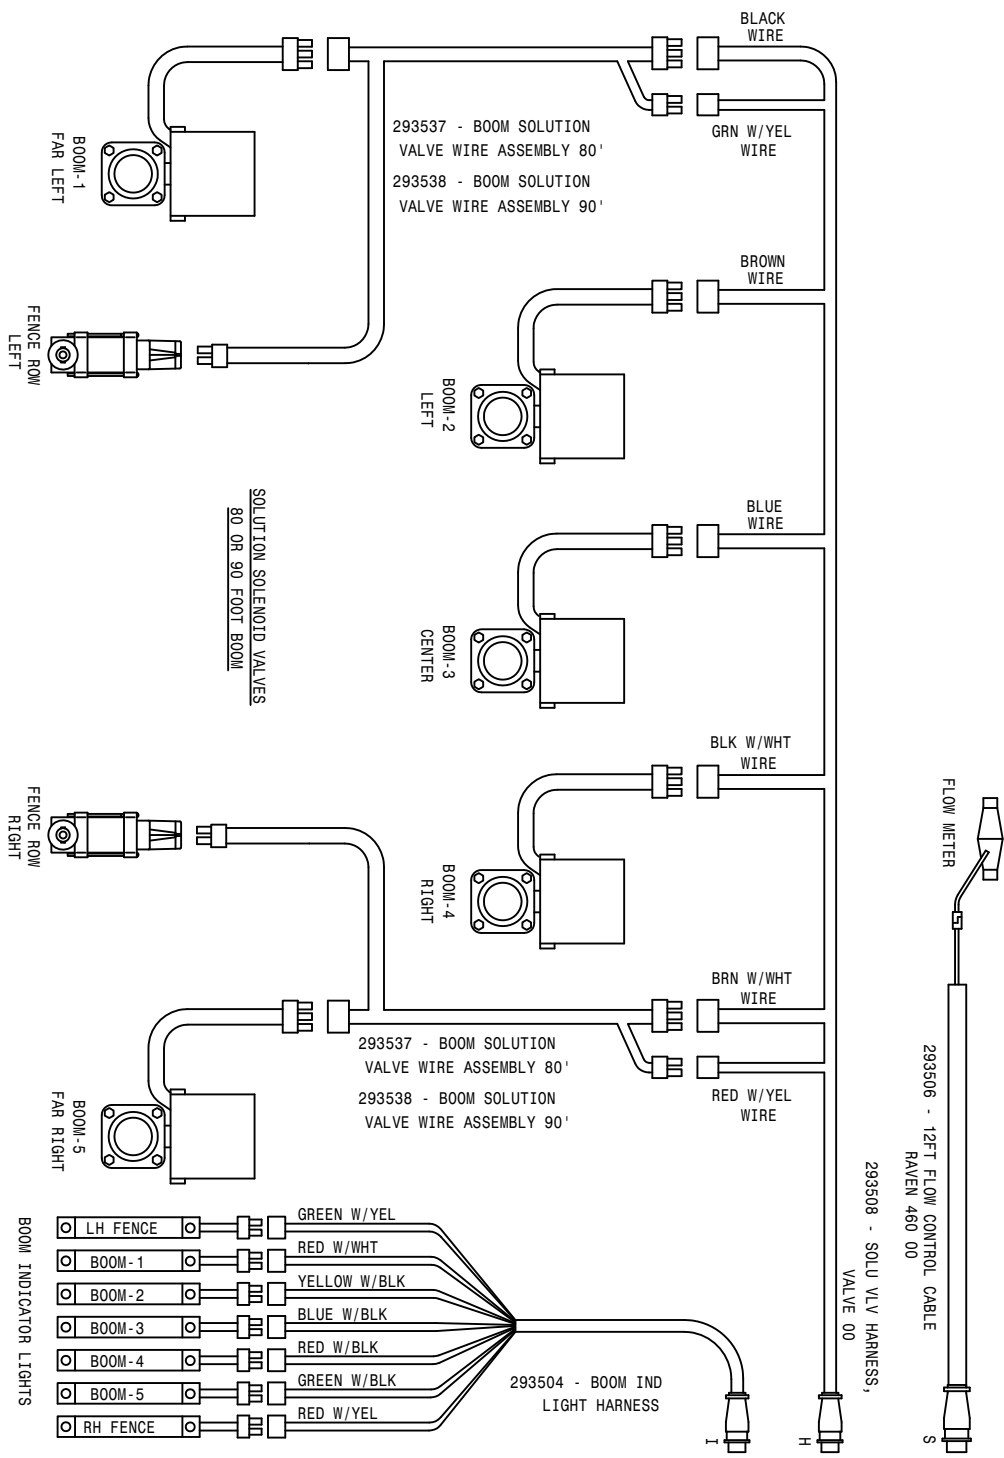 BLACK
WIRE
GRN W/YEL
WIRE
293537 - BOOM SOLUTION
VALVE WIRE ASSEMBLY 80'
293538 - BOOM SOLUTION
VALVE WIRE ASSEMBLY 90'
BOOM-1
FAR LEFT
BROWN
WIRE
FENCE ROW
LEFT
BOOM-2
LEFT
BLUE
WIRE
SOLUTION SOLENOID VALVES
80 OR 90 FOOT BOOM
BOOM-3
CENTER
BLK W/WHT
WIRE
FLOW METER
FENCE ROW
RIGHT
BOOM-4
RIGHT
BRN W/WHT
WIRE
293537 - BOOM SOLUTION
VALVE WIRE ASSEMBLY 80'
293538 - BOOM SOLUTION
VALVE WIRE ASSEMBLY 90'
RED W/YEL
WIRE
293506 - 12FT FLOW CONTROL CABLE
RAVEN 460 00
BOOM-5
FAR RIGHT
293508 - SOLU VLV HARNESS,
VALVE 00
BOOM INDICATOR LIGHTS
LH FENCE
GREEN W/YEL
BOOM-1
RED W/WHT
BOOM-2
YELLOW W/BLK
BOOM-3
BLUE W/BLK
BOOM-4
RED W/BLK
BOOM-5
GREEN W/BLK
RH FENCE
RED W/YEL
293504 - BOOM IND
LIGHT HARNESS
I
H
S